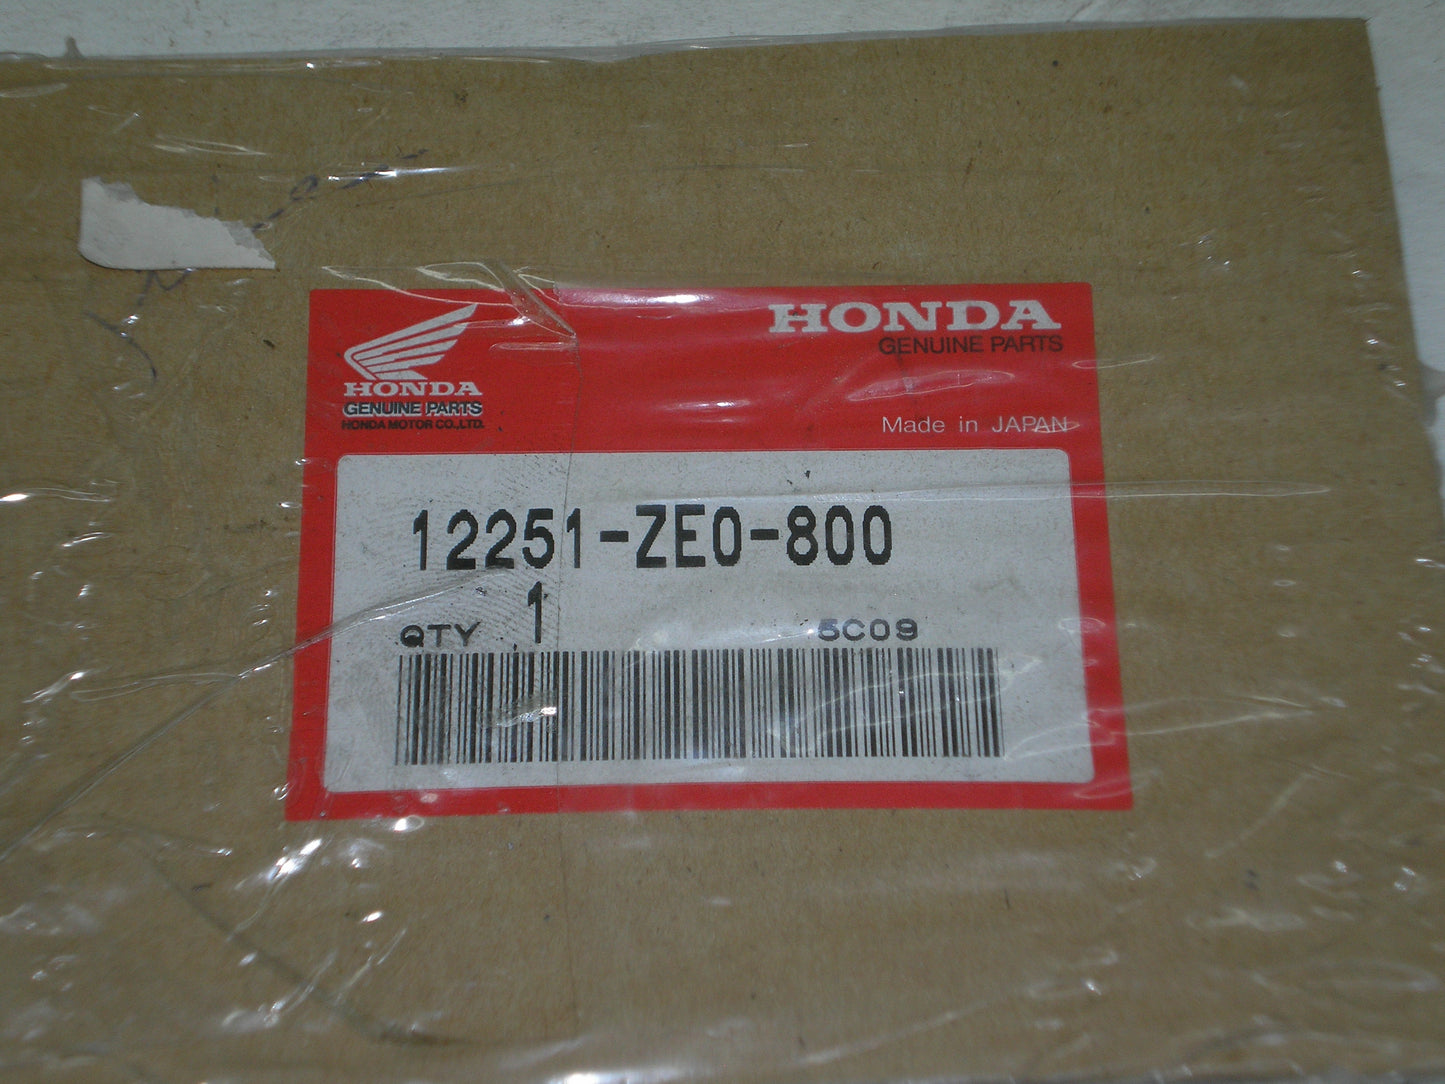 HONDA
GENUINE PARTS
HONDA MOTOR CO.,LTD.
HONDA
GENUINE PARTS
Made in JAPAN
12251-ZE0-800
QTY 1 5C09